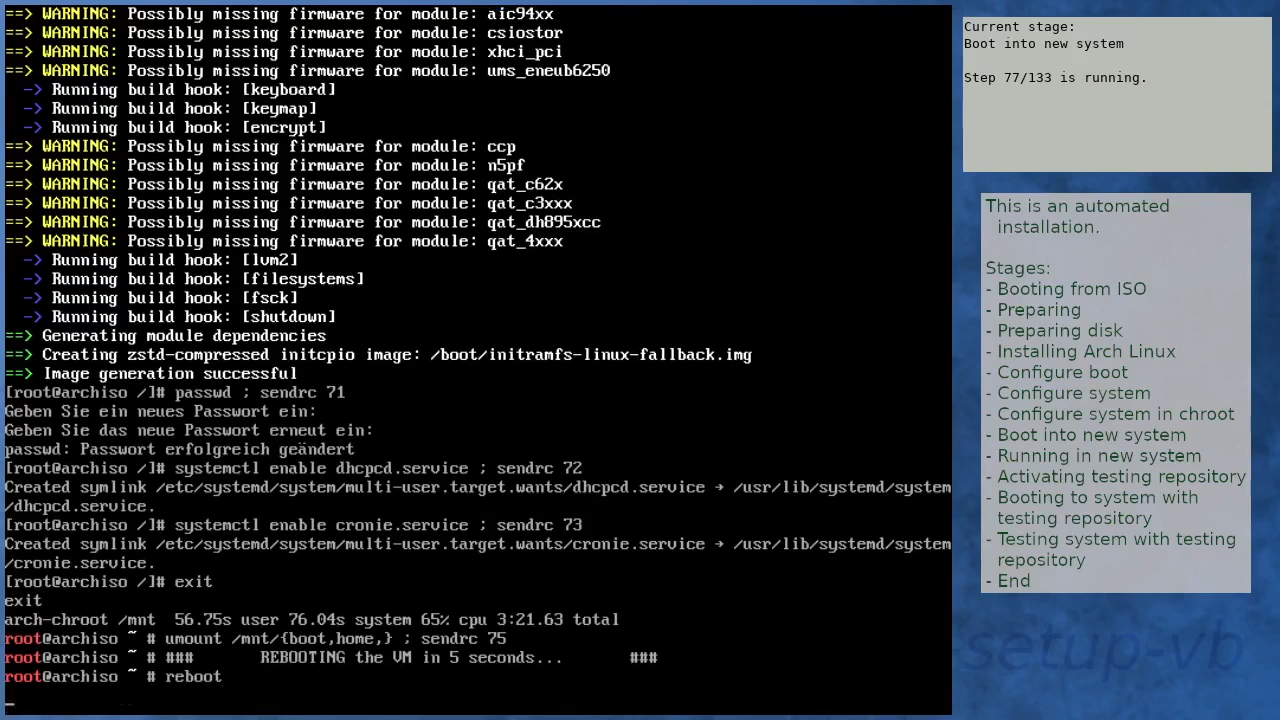 ==> WARNING: Possibly missing firmware for module: aic94xx
==> WARNING: Possibly missing firmware for module: csiostor
==> WARNING: Possibly missing firmware for module: xhci_pci
==> WARNING: Possibly missing firmware for module: ums_eneub6250
-> Running build hook: [keyboard]
-> Running build hook: [keymap]
-> Running build hook: [encrypt]
==> WARNING: Possibly missing firmware for module: ccp
==> WARNING: Possibly missing firmware for module: n5pf
==> WARNING: Possibly missing firmware for module: qat_c62x
==> WARNING: Possibly missing firmware for module: qat_c3xxx
==> WARNING: Possibly missing firmware for module: qat_dh895xcc
==> WARNING: Possibly missing firmware for module: qat_4xxx
-> Running build hook: [lvm2]
-> Running build hook: [filesystems]
-> Running build hook: [fsck]
-> Running build hook: [shutdown]
==> Generating module dependencies
==> Creating zstd-compressed initcpio image: /boot/initramfs-linux-fallback.img
==> Image generation successful
[root@archiso /]# passwd ; sendrc 71
Geben Sie ein neues Passwort ein:
Geben Sie das neue Passwort erneut ein:
passwd: Passwort erfolgreich geändert
[root@archiso /]# systemctl enable dhcpcd.service ; sendrc 72
Created symlink /etc/systemd/system/multi-user.target.wants/dhcpcd.service → /usr/lib/systemd/system
/dhcpcd.service.
[root@archiso /]# systemctl enable cronie.service ; sendrc 73
Created symlink /etc/systemd/system/multi-user.target.wants/cronie.service → /usr/lib/systemd/system
/cronie.service.
[root@archiso /]# exit
exit
arch-chroot /mnt  56.75s user 76.04s system 65% cpu 3:21.63 total
root@archiso ~ # umount /mnt/{boot,home,} ; sendrc 75
root@archiso ~ # ###       REBOOTING the VM in 5 seconds...       ###
root@archiso ~ # reboot
Current stage:
Boot into new system
Step 77/133 is running.
This is an automated
installation.
Stages:
- Booting from ISO
- Preparing
- Preparing disk
- Installing Arch Linux
- Configure boot
- Configure system
- Configure system in chroot
- Boot into new system
- Running in new system
- Activating testing repository
- Booting to system with
testing repository
- Testing system with testing
repository
- End
setup-vb